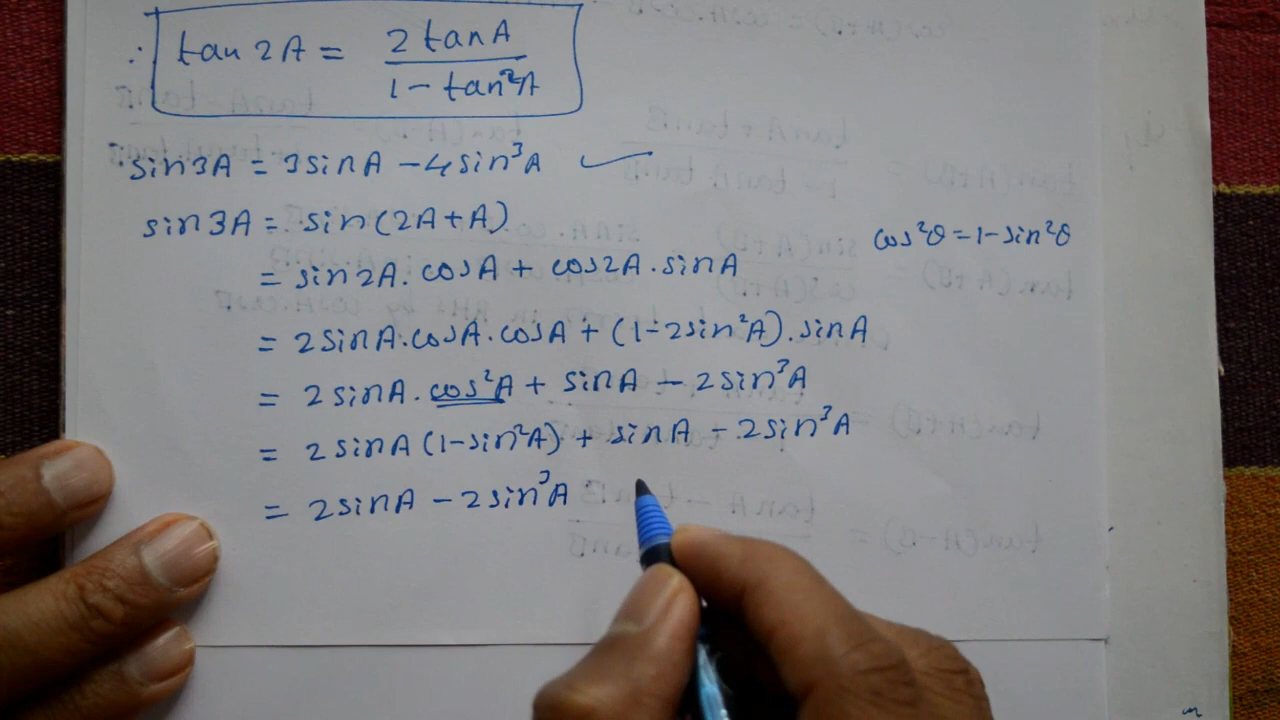 ∴ tan 2A = 2 tanA / 1 - tan²A
sin3A = 3sinA - 4sin³A ✓
sin3A = sin(2A+A)
cos²θ = 1-sin²θ
= sin2A. cosA + cos2A.sinA
= 2sinA.cosA.cosA + (1-2sin²A).sinA
= 2sinA.cos²A + sinA - 2sin³A
= 2sinA(1-sin²A) + sinA - 2sin³A
= 2sinA - 2sin³A